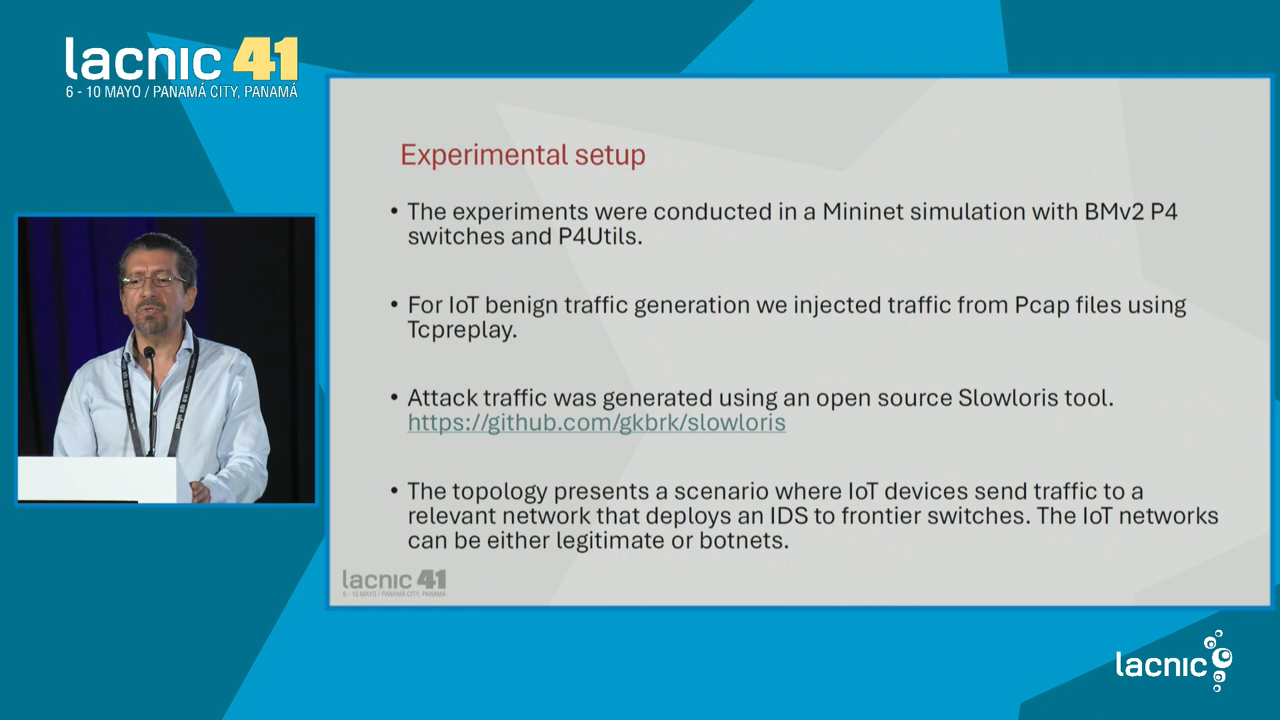 lacnic 41
6 - 10 MAYO / PANAMÁ CITY, PANAMÁ
Experimental setup
• The experiments were conducted in a Mininet simulation with BMv2 P4
switches and P4Utils.
• For IoT benign traffic generation we injected traffic from Pcap files using
Tcpreplay.
• Attack traffic was generated using an open source Slowloris tool.
https://github.com/gkbrk/slowloris
• The topology presents a scenario where IoT devices send traffic to a
relevant network that deploys an IDS to frontier switches. The IoT networks
can be either legitimate or botnets.
lacnic 41
6 - 10 MAYO / PANAMÁ CITY, PANAMÁ
lacnic